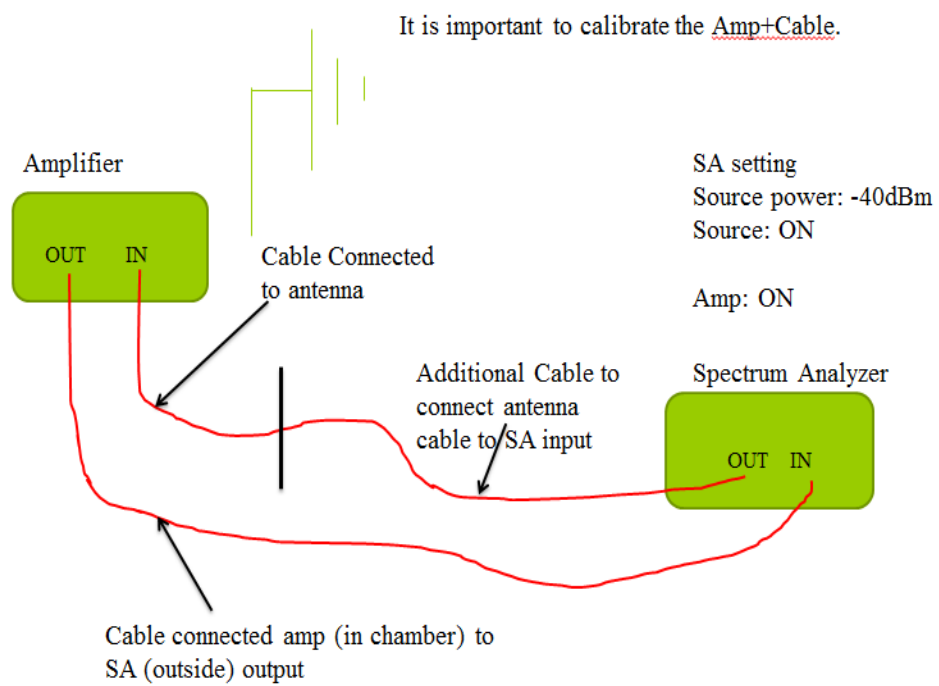 It is important to calibrate the Amp+Cable.
Amplifier
OUT IN
Cable Connected
to antenna
SA setting
Source power: -40dBm
Source: ON
Amp: ON
Additional Cable to
connect antenna
cable to SA input
Spectrum Analyzer
OUT IN
Cable connected amp (in chamber) to
SA (outside) output